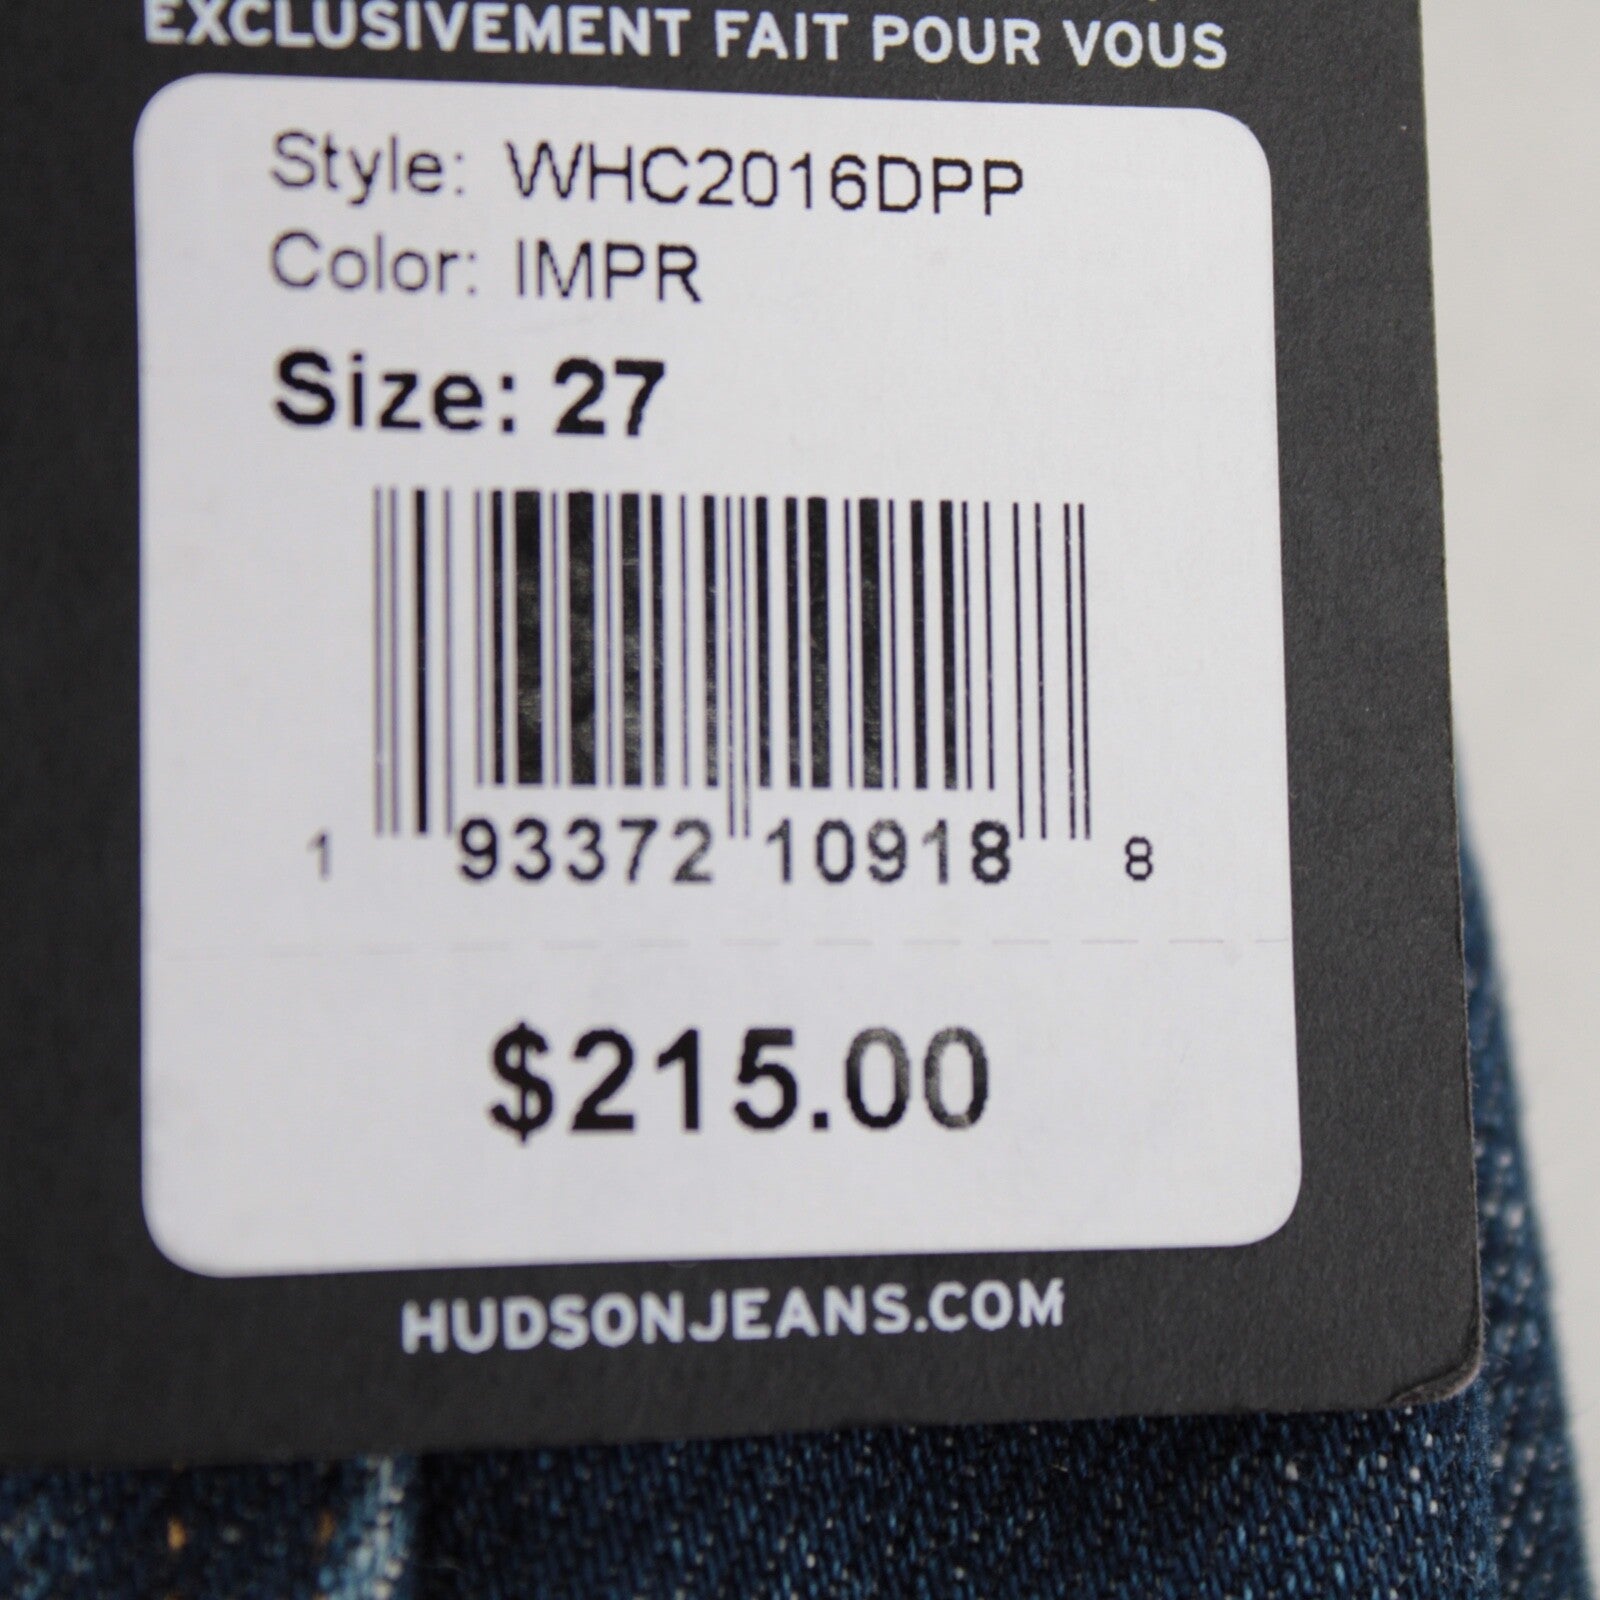 EXCLUSIVEMENT FAIT POUR VOUS
Style: WHC2016DPP
Color: IMPR
Size: 27
1 93372 10918 8
$215.00
HUDSONJEANS.COM